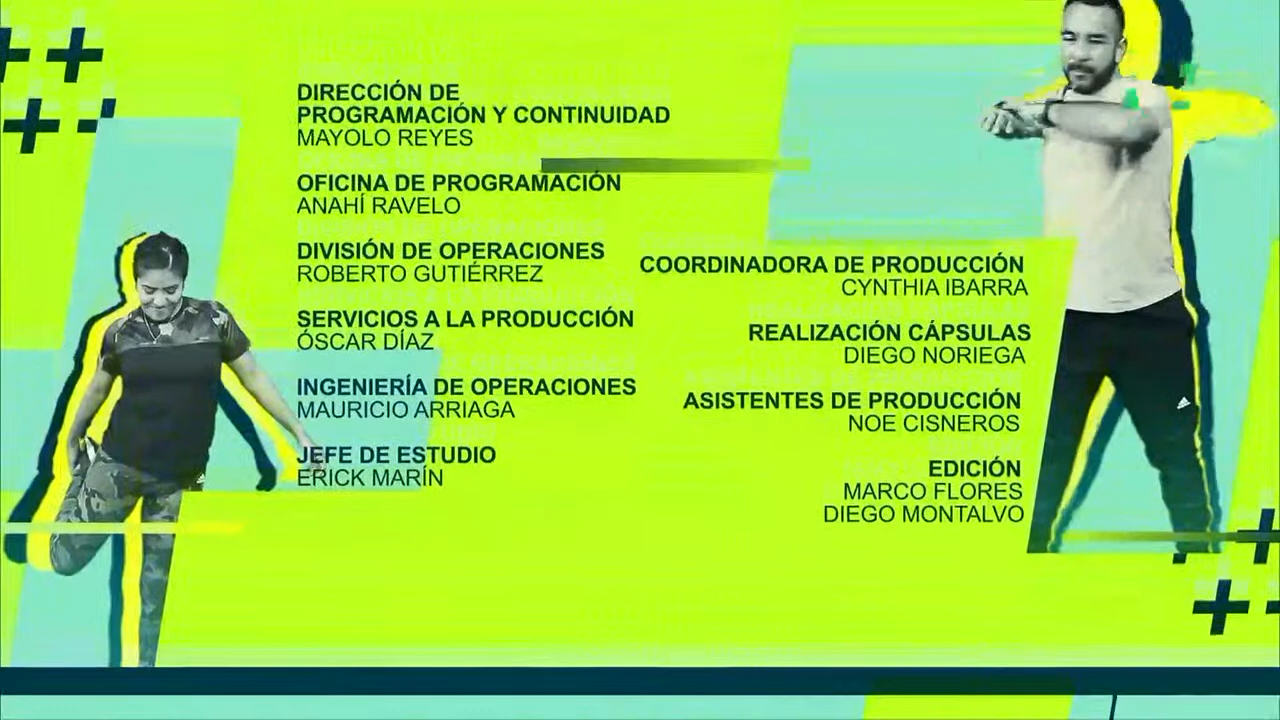 DIRECCIÓN DE
PROGRAMACIÓN Y CONTINUIDAD
MAYOLO REYES
OFICINA DE PROGRAMACIÓN
ANAHÍ RAVELO
DIVISIÓN DE OPERACIONES
ROBERTO GUTIÉRREZ
SERVICIOS A LA PRODUCCIÓN
ÓSCAR DÍAZ
INGENIERÍA DE OPERACIONES
MAURICIO ARRIAGA
JEFE DE ESTUDIO
ERICK MARÍN
COORDINADORA DE PRODUCCIÓN
CYNTHIA IBARRA
REALIZACIÓN CÁPSULAS
DIEGO NORIEGA
ASISTENTES DE PRODUCCIÓN
NOE CISNEROS
EDICIÓN
MARCO FLORES
DIEGO MONTALVO